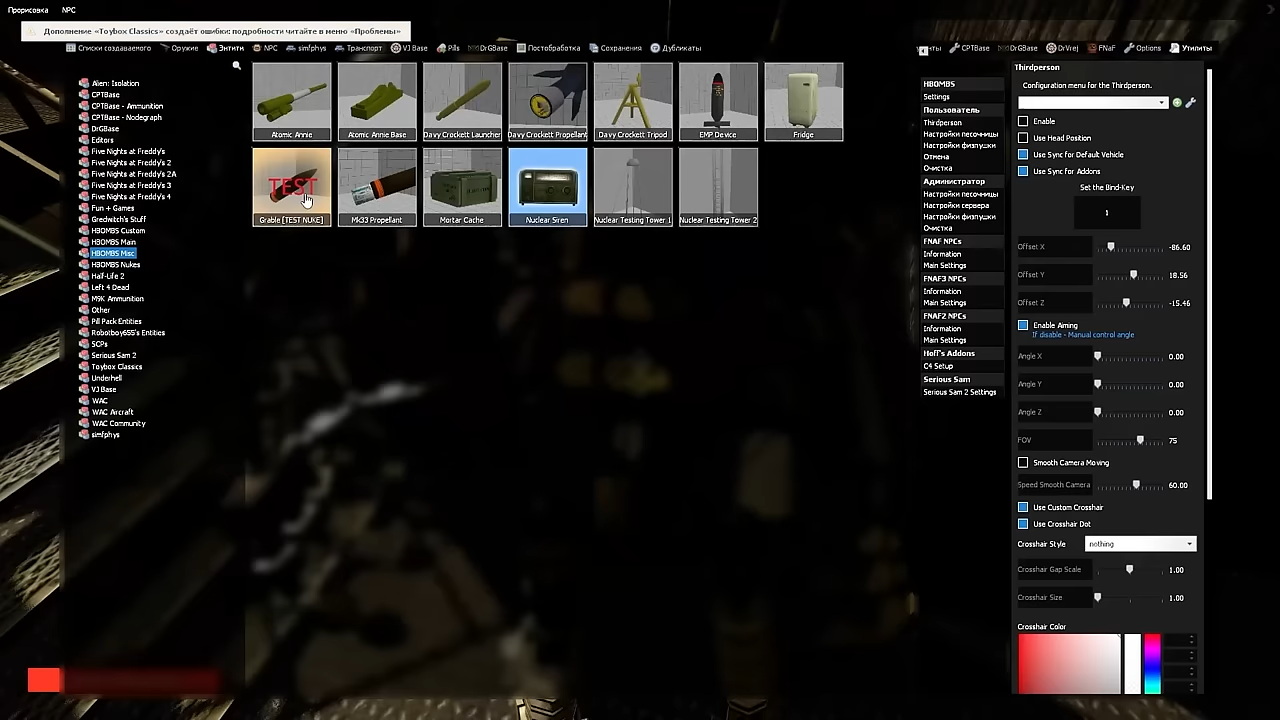 Прорисовка NPC
Дополнение «Toybox Classics» создаёт ошибки: подробности читайте в меню «Проблемы»
Списки создаваемого Оружие Энтити NPC simfphys Транспорт VJ Base Pills DrGBase Постобработка Сохранения Дубликаты
CPTBase DrGBase DrVrej FNaF Options Утилиты
Alien: Isolation
CPTBase
CPTBase - Ammunition
CPTBase - Nodegraph
DrGBase
Editors
Five Nights at Freddy's
Five Nights at Freddy's 2
Five Nights at Freddy's 2A
Five Nights at Freddy's 3
Five Nights at Freddy's 4
Fun + Games
Gredwitch's Stuff
HBOMBS Custom
HBOMBS Main
HBOMBS Misc
HBOMBS Nukes
Half-Life 2
Left 4 Dead
M9K Ammunition
Other
Pill Pack Entities
Robotboy655's Entities
SCPs
Serious Sam 2
Toybox Classics
Underhell
VJ Base
WAC
WAC Aircraft
WAC Community
simfphys
Atomic Annie
Atomic Annie Base
Davy Crockett Launcher
Davy Crockett Propellant
Davy Crockett Tripod
EMP Device
Fridge
TEST
Grable [TEST NUKE]
Mk33 Propellant
Mortar Cache
Nuclear Siren
Nuclear Testing Tower 1
Nuclear Testing Tower 2
HBOMBS
Settings
Пользователь
Thirdperson
Настройки песочницы
Настройки физпушки
Отмена
Очистка
Администратор
Настройки песочницы
Настройки сервера
Настройки физпушки
Очистка
FNAF NPCs
Information
Main Settings
FNAF3 NPCs
Information
Main Settings
FNAF2 NPCs
Information
Main Settings
Hoff's Addons
C4 Setup
Serious Sam
Serious Sam 2 Settings
Thirdperson
Configuration menu for the Thirdperson.
Enable
Use Head Position
Use Sync for Default Vehicle
Use Sync for Addons
Set the Bind-Key
1
Offset X -86.60
Offset Y 18.56
Offset Z -15.46
Enable Aiming
If disable - Manual control angle
Angle X 0.00
Angle Y 0.00
Angle Z 0.00
FOV 75
Smooth Camera Moving
Speed Smooth Camera 60.00
Use Custom Crosshair
Use Crosshair Dot
Crosshair Style nothing
Crosshair Gap Scale 1.00
Crosshair Size 1.00
Crosshair Color